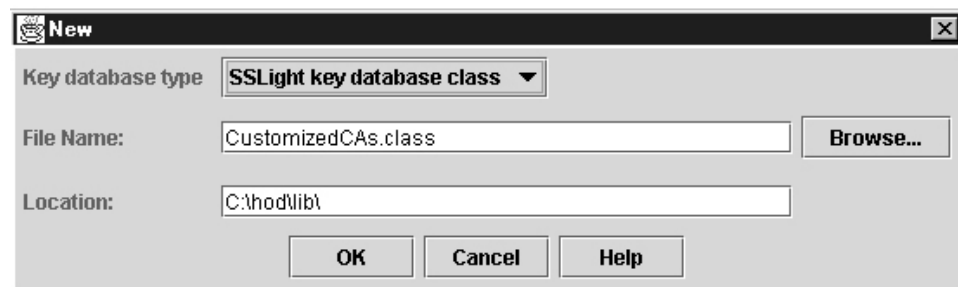 New
Key database type SSLight key database class
File Name: CustomizedCAs.class Browse...
Location: C:\hod\lib\
OK Cancel Help